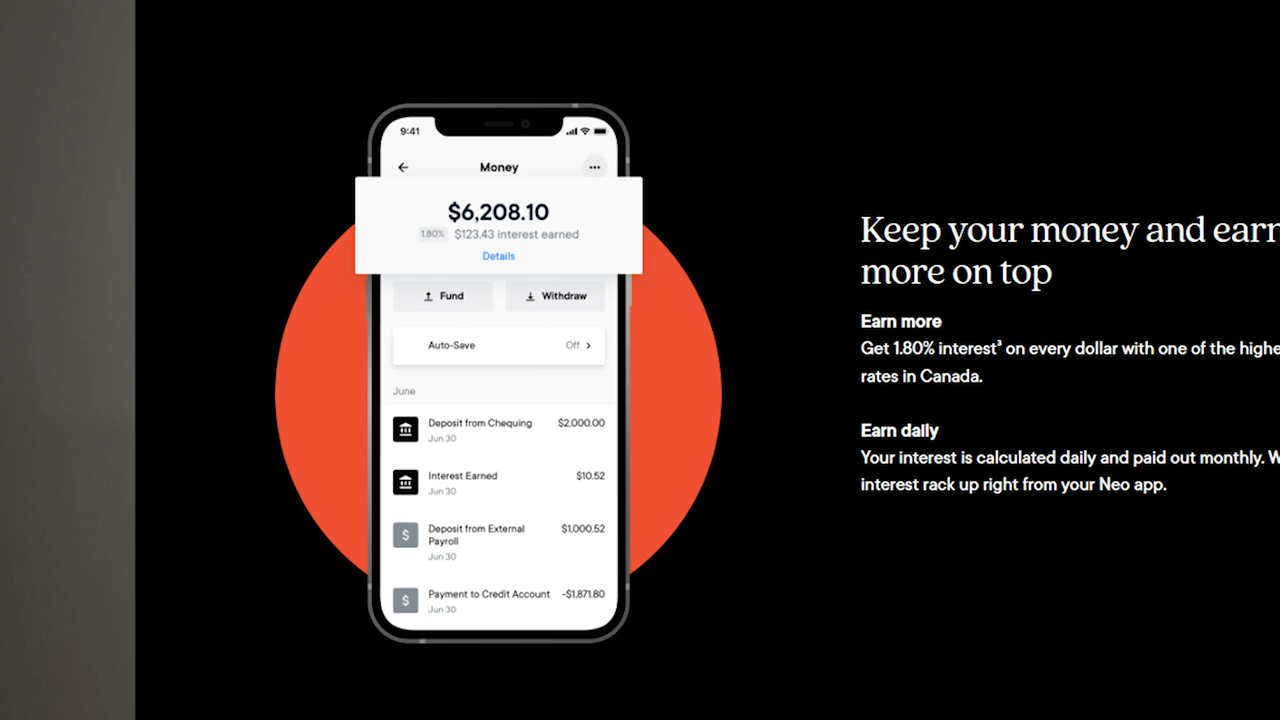 9:41
Money
$6,208.10
1.80% $123.43 interest earned
Details
Fund
Withdraw
Auto-Save Off
June
Deposit from Chequing $2,000.00
Jun 30
Interest Earned $10.52
Jun 30
Deposit from External $1,000.52
Payroll
Jun 30
Payment to Credit Account -$1,871.80
Jun 30
Keep your money and earn
more on top
Earn more
Get 1.80% interest³ on every dollar with one of the highe
rates in Canada.
Earn daily
Your interest is calculated daily and paid out monthly. W
interest rack up right from your Neo app.